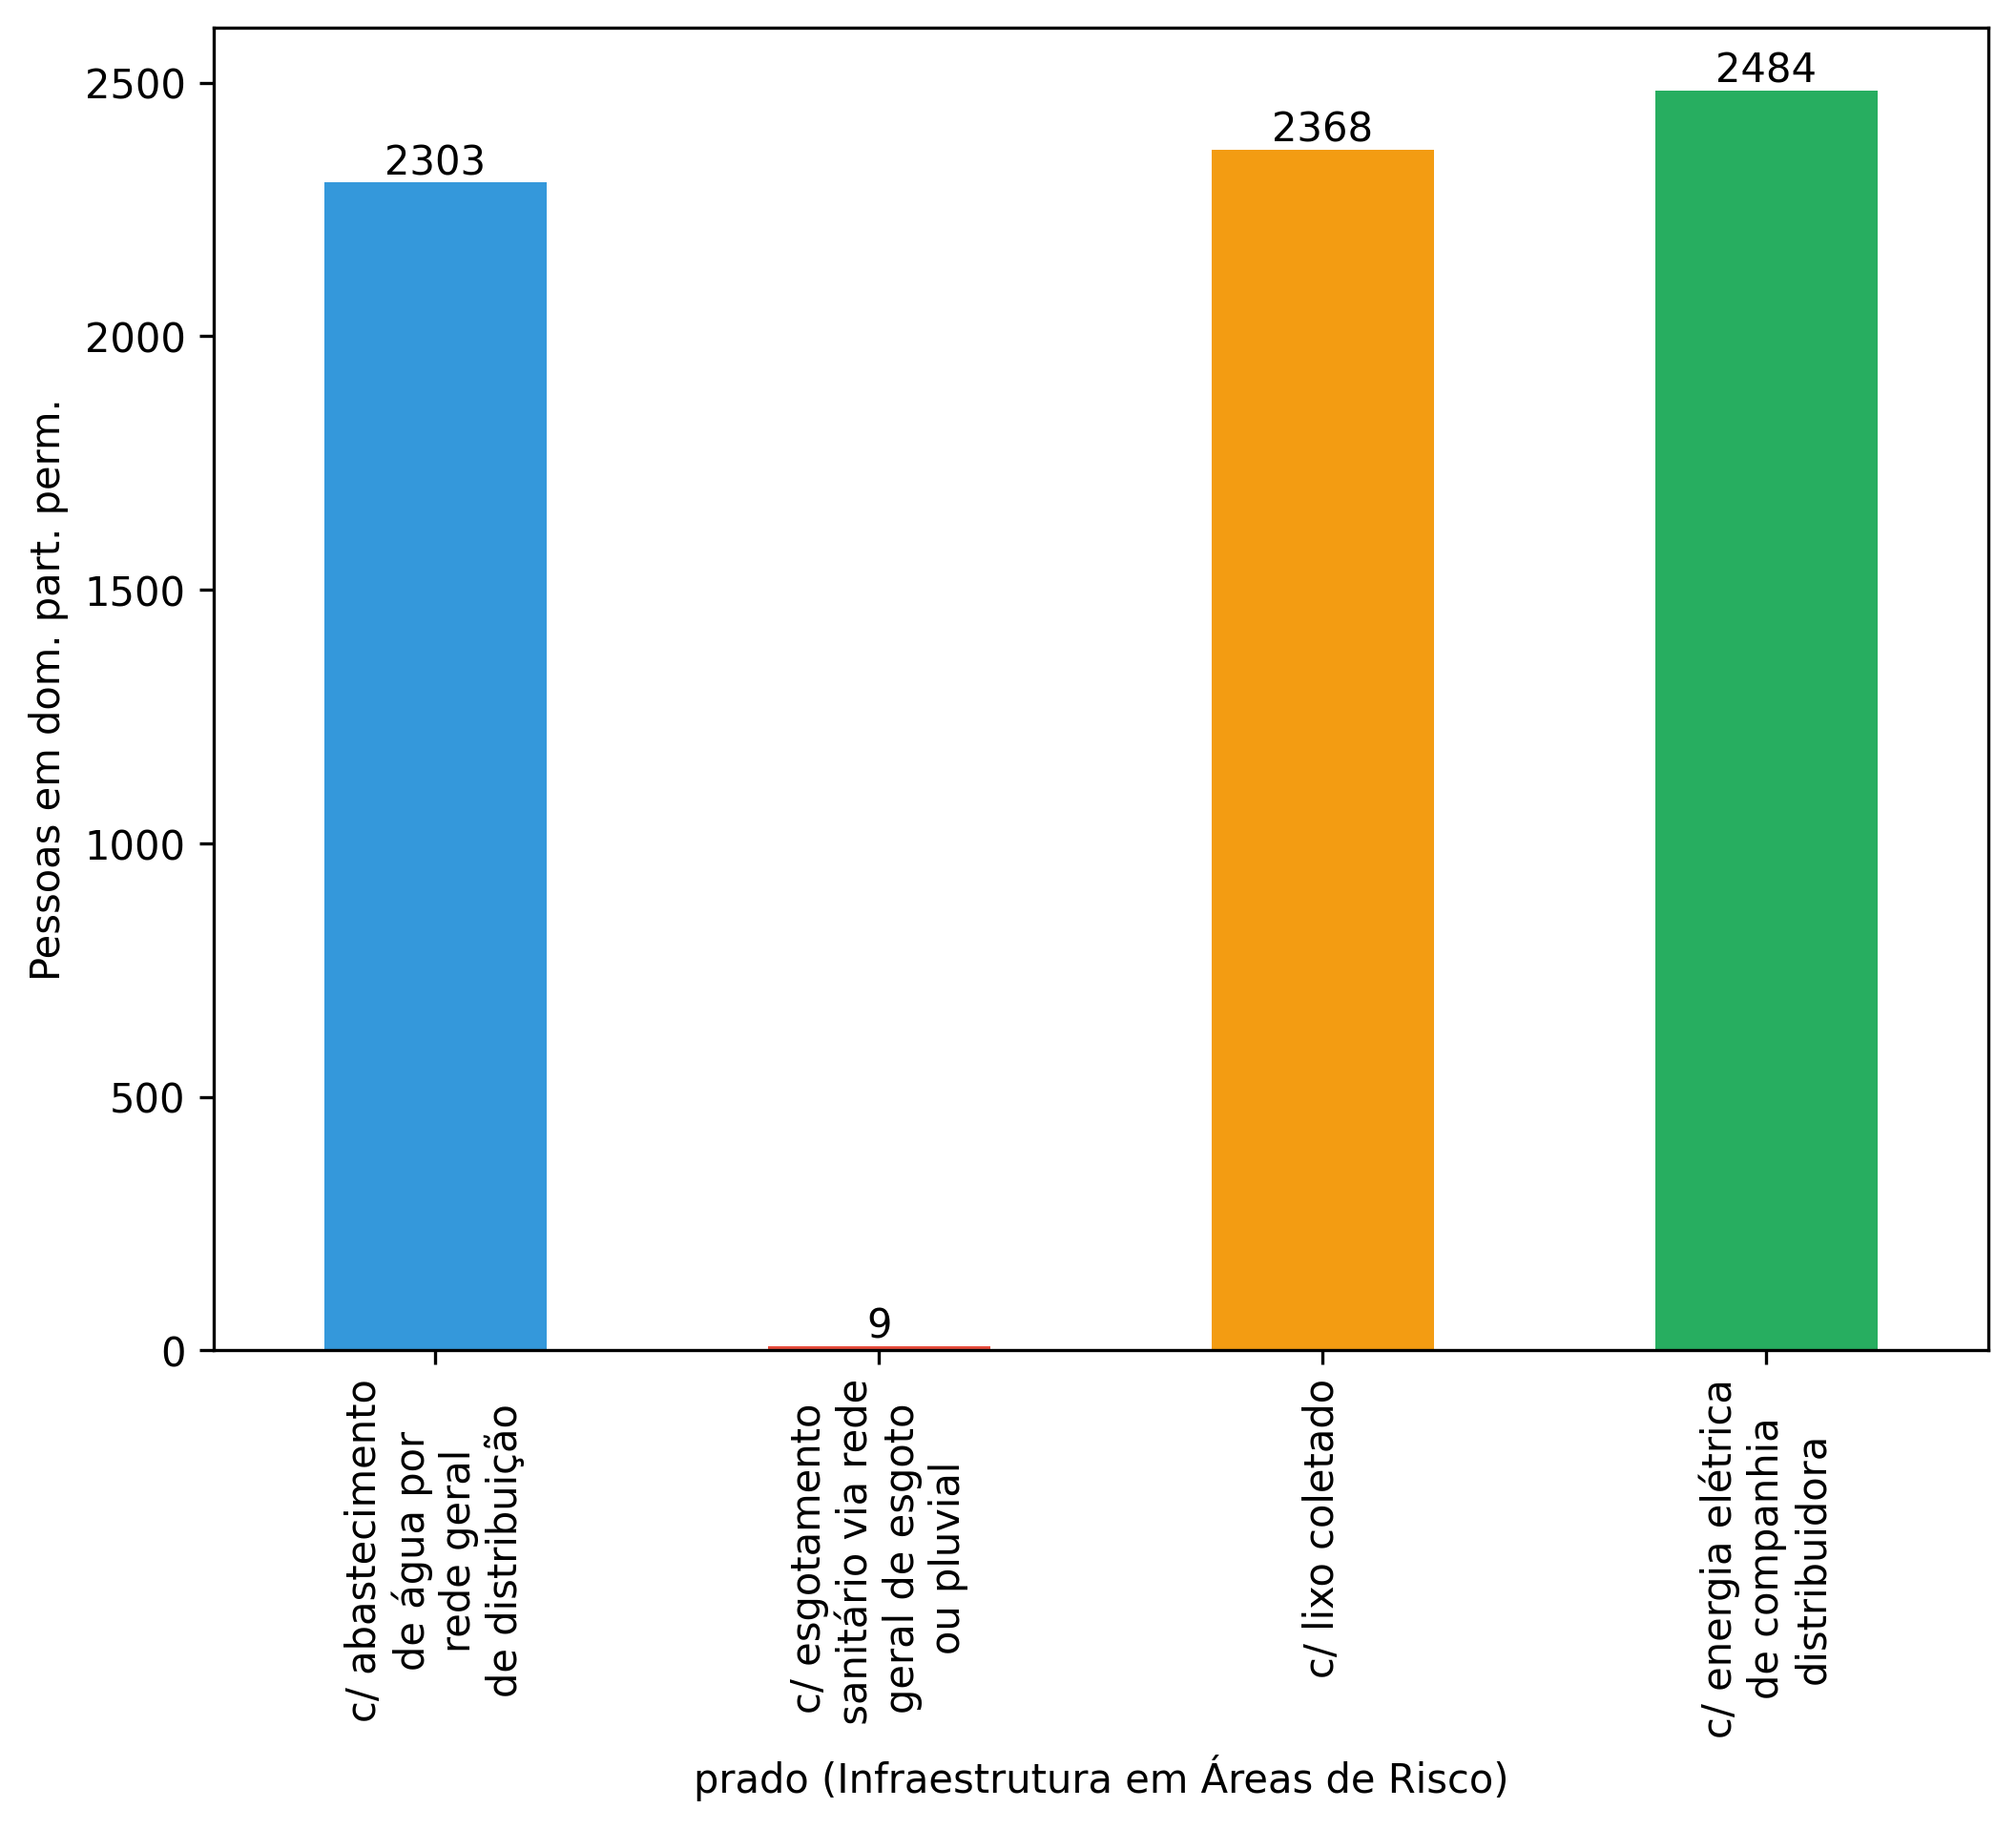 2500
2000
1500
1000
500
0
Pessoas em dom. part. perm.
2303
9
2368
2484
c/ abastecimento
de água por
rede geral
de distribuição
c/ esgotamento
sanitário via rede
geral de esgoto
ou pluvial
c/ lixo coletado
c/ energia elétrica
de companhia
distribuidora
prado (Infraestrutura em Áreas de Risco)